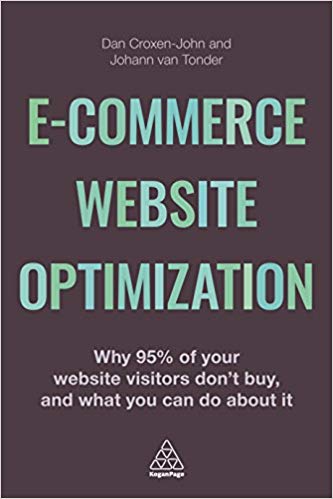 Dan Croxen-John and
Johann van Tonder
E-COMMERCE
WEBSITE
OPTIMIZATION
Why 95% of your
website visitors don't buy,
and what you can do about it
KoganPage